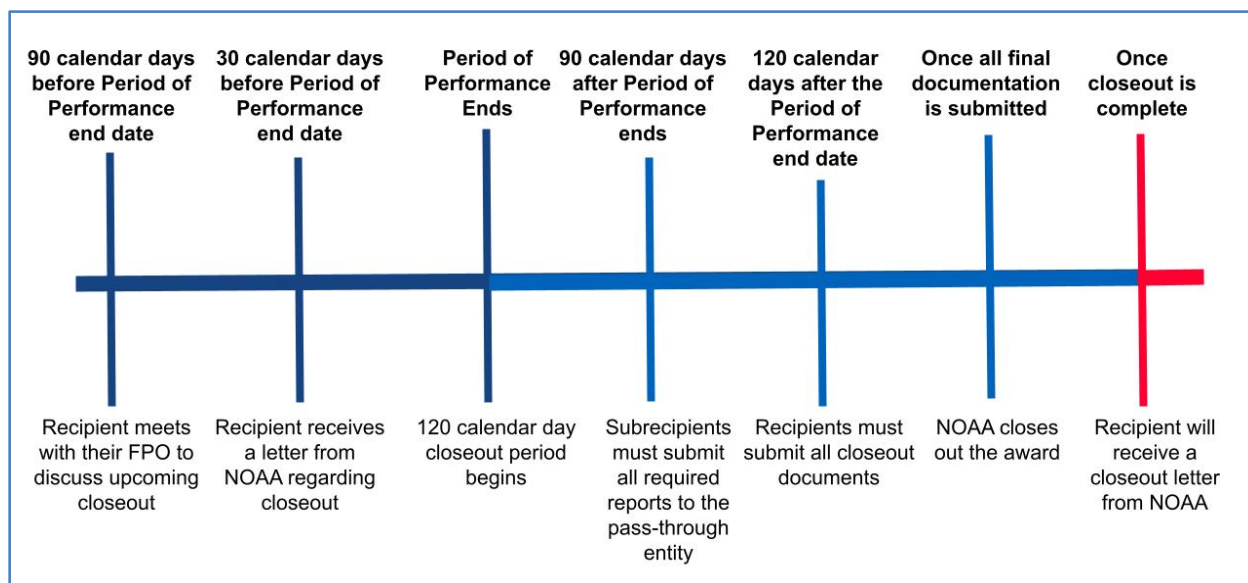 90 calendar days
before Period of
Performance
end date
30 calendar days
before Period of
Performance
end date
Period of
Performance
Ends
90 calendar days
after Period of
Performance
ends
120 calendar
days after the
Period of
Performance
end date
Once all final
documentation
is submitted
Once
closeout is
complete
Recipient meets
with their FPO to
discuss upcoming
closeout
Recipient receives
a letter from
NOAA regarding
closeout
120 calendar day
closeout period
begins
Subrecipients
must submit
all required
reports to the
pass-through
entity
Recipients must
submit all closeout
documents
NOAA closes
out the award
Recipient will
receive a
closeout letter
from NOAA